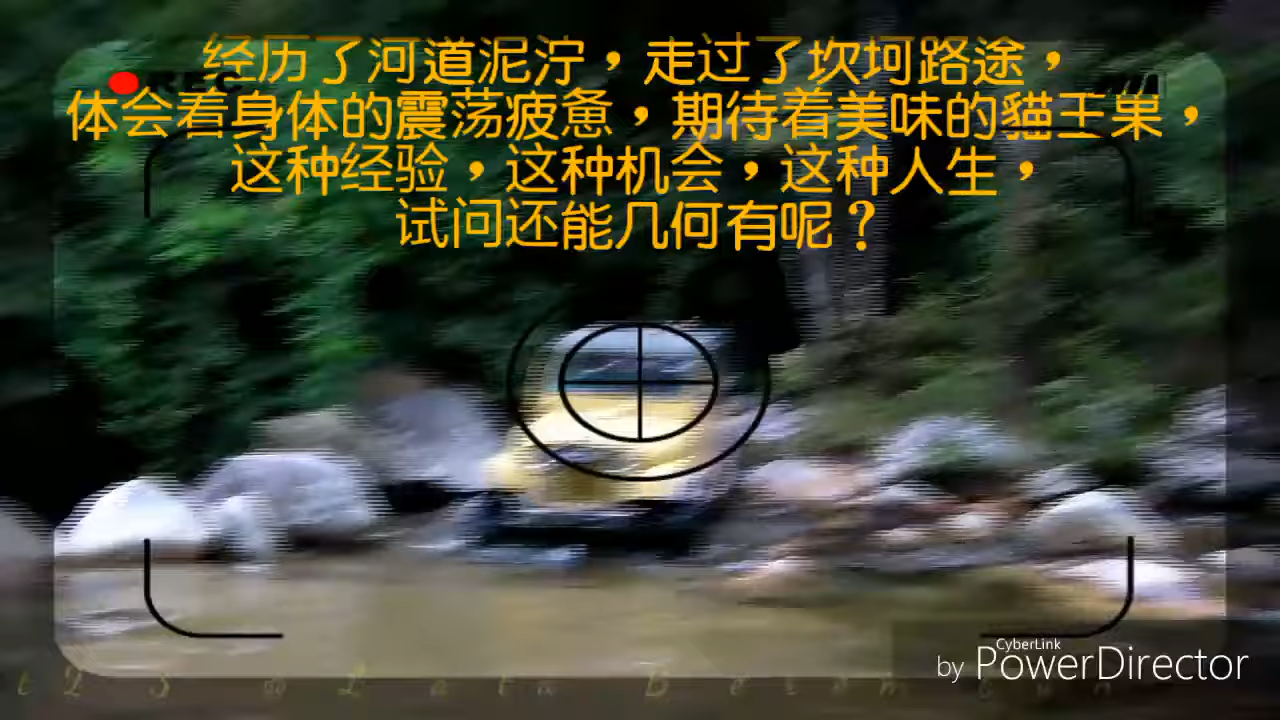 经历了河道泥泞，走过了坎坷路途，
体会着身体的震荡疲惫，期待着美味的貓王果，
这种经验，这种机会，这种人生，
试问还能几何有呢？
REC
by CyberLink PowerDirector